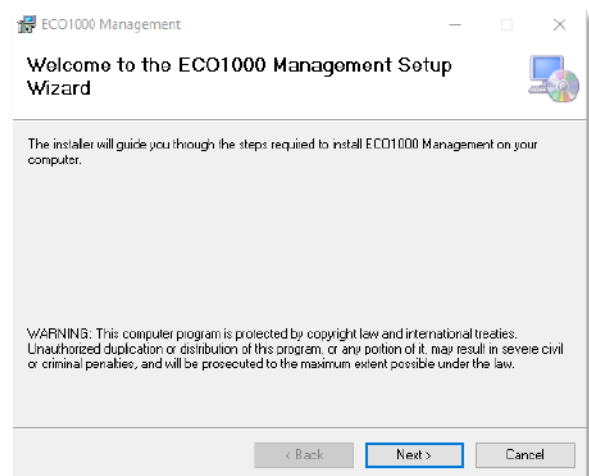 ECO1000 Management
Welcome to the ECO1000 Management Setup
Wizard
The installer will guide you through the steps required to install ECO1000 Management on your
computer.
WARNING: This computer program is protected by copyright law and international treaties.
Unauthorized duplication or distribution of this program, or any portion of it, may result in severe civil
or criminal penalties, and will be prosecuted to the maximum extent possible under the law.
< Back
Next >
Cancel